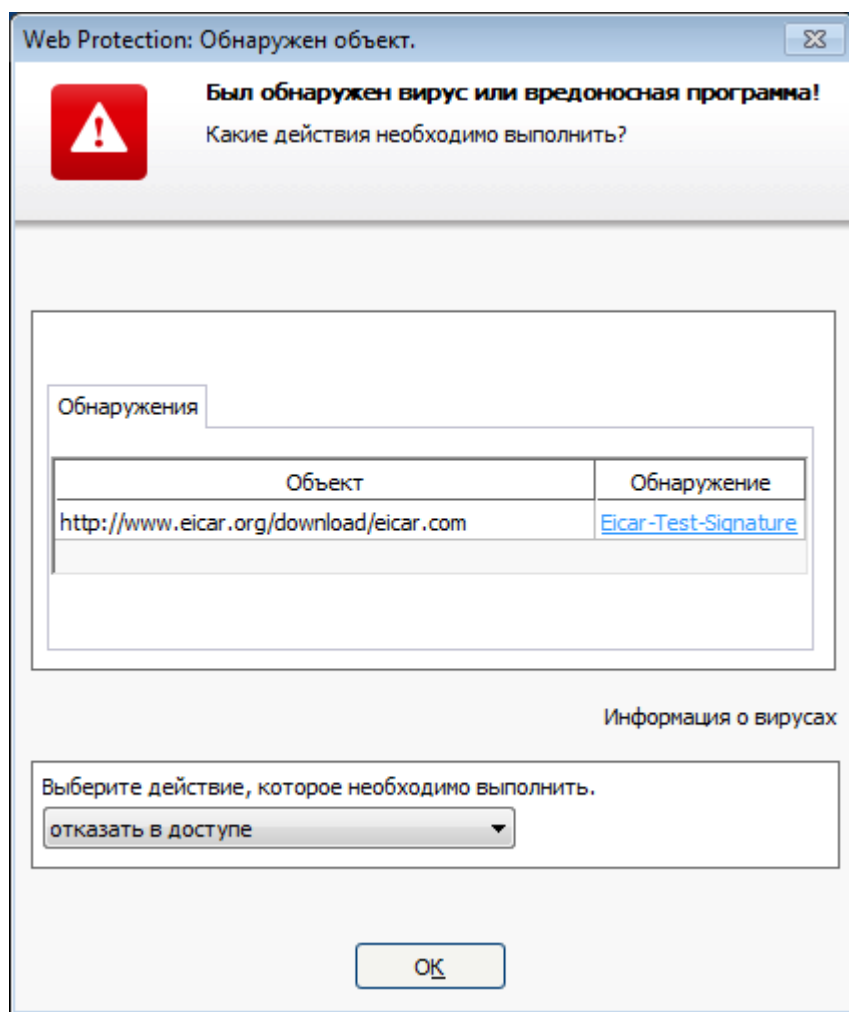 Web Protection: Обнаружен объект.
Был обнаружен вирус или вредоносная программа!
Какие действия необходимо выполнить?
Обнаружения
Объект Обнаружение
http://www.eicar.org/download/eicar.com Eicar-Test-Signature
Информация о вирусах
Выберите действие, которое необходимо выполнить.
отказать в доступе
OK